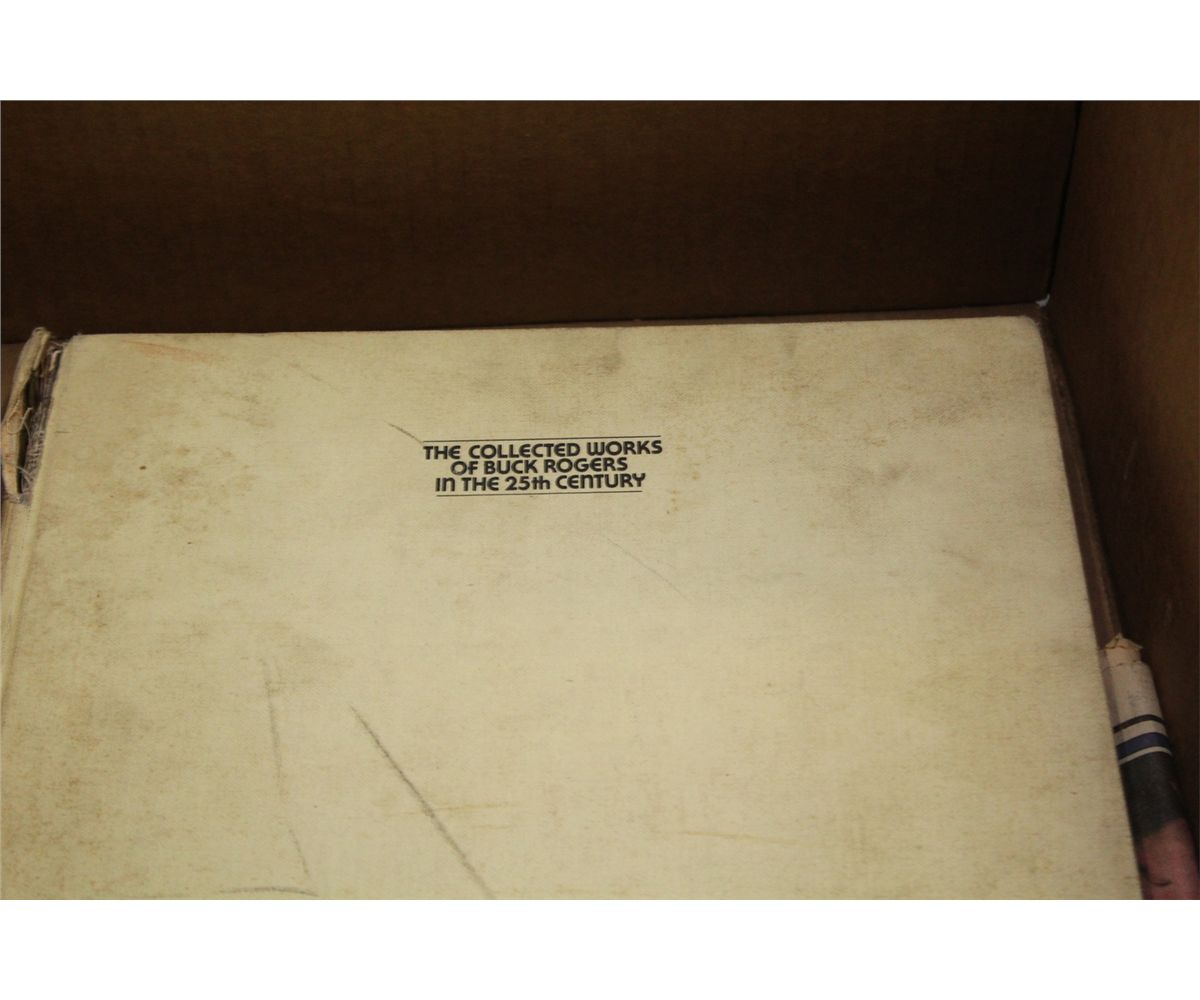 THE COLLECTED WORKS
OF BUCK ROGERS
IN THE 25th CENTURY